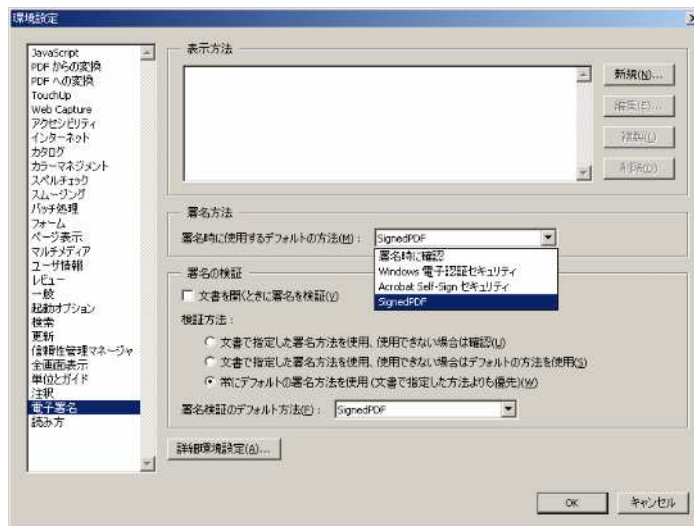 環境設定
JavaScript
PDF からの変換
PDF への変換
TouchUp
Web Capture
アクセシビリティ
インターネット
カタログ
カラーマネジメント
スペルチェック
スムージング
バッチ処理
フォーム
ページ表示
マルチメディア
ユーザ情報
レビュー
一般
起動オプション
検索
更新
信頼性管理マネージャ
全画面表示
単位とガイド
注釈
電子署名
読み方
表示方法
新規(N)...
編集(E)...
複製(L)
削除(D)
署名方法
署名時に使用するデフォルトの方法(M)： SignedPDF
署名時に確認
Windows 電子認証セキュリティ
Acrobat Self-Sign セキュリティ
SignedPDF
署名の検証
文書を開くときに署名を検証(V)
検証方法：
文書で指定した署名方法を使用、使用できない場合は確認(U)
文書で指定した署名方法を使用、使用できない場合はデフォルトの方法を使用(S)
常にデフォルトの署名方法を使用 (文書で指定した方法よりも優先)(W)
署名検証のデフォルト方法(F)： SignedPDF
詳細環境設定(A)...
OK キャンセル